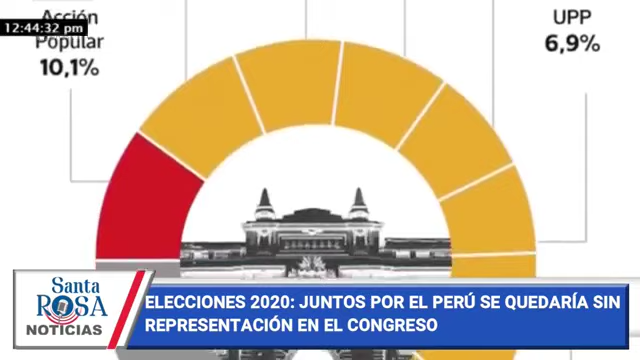 12:44:32 pm
Acción
Popular
10,1%
UPP
6,9%
Santa
ROSA
NOTICIAS
ELECCIONES 2020: JUNTOS POR EL PERÚ SE QUEDARÍA SIN
REPRESENTACIÓN EN EL CONGRESO